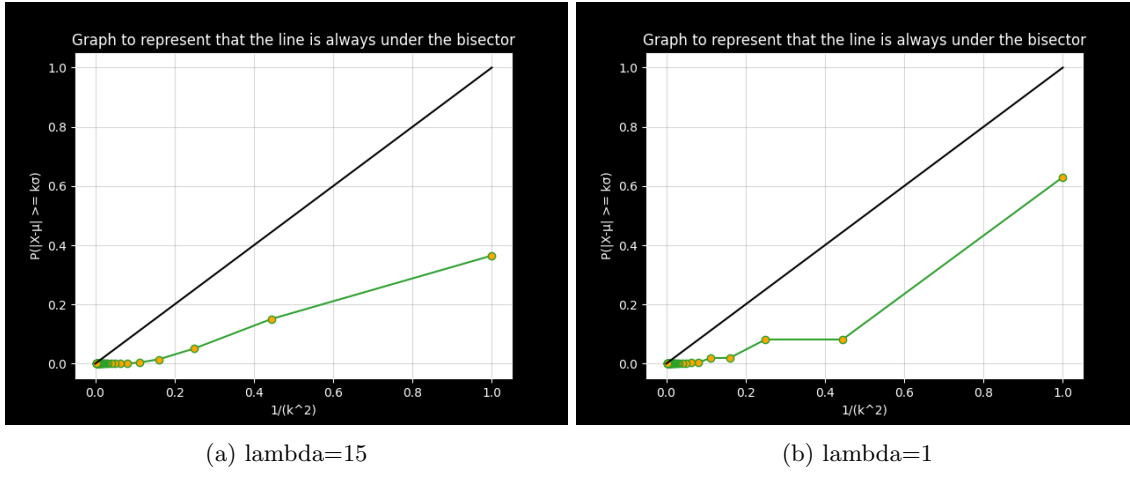 Graph to represent that the line is always under the bisector
1.0
0.8
0.6
0.4
0.2
0.0
P(|X-μ| >= kσ)
0.0 0.2 0.4 0.6 0.8 1.0
1/(k^2)
(a) lambda=15
Graph to represent that the line is always under the bisector
1.0
0.8
0.6
0.4
0.2
0.0
P(|X-μ| >= kσ)
0.0 0.2 0.4 0.6 0.8 1.0
1/(k^2)
(b) lambda=1